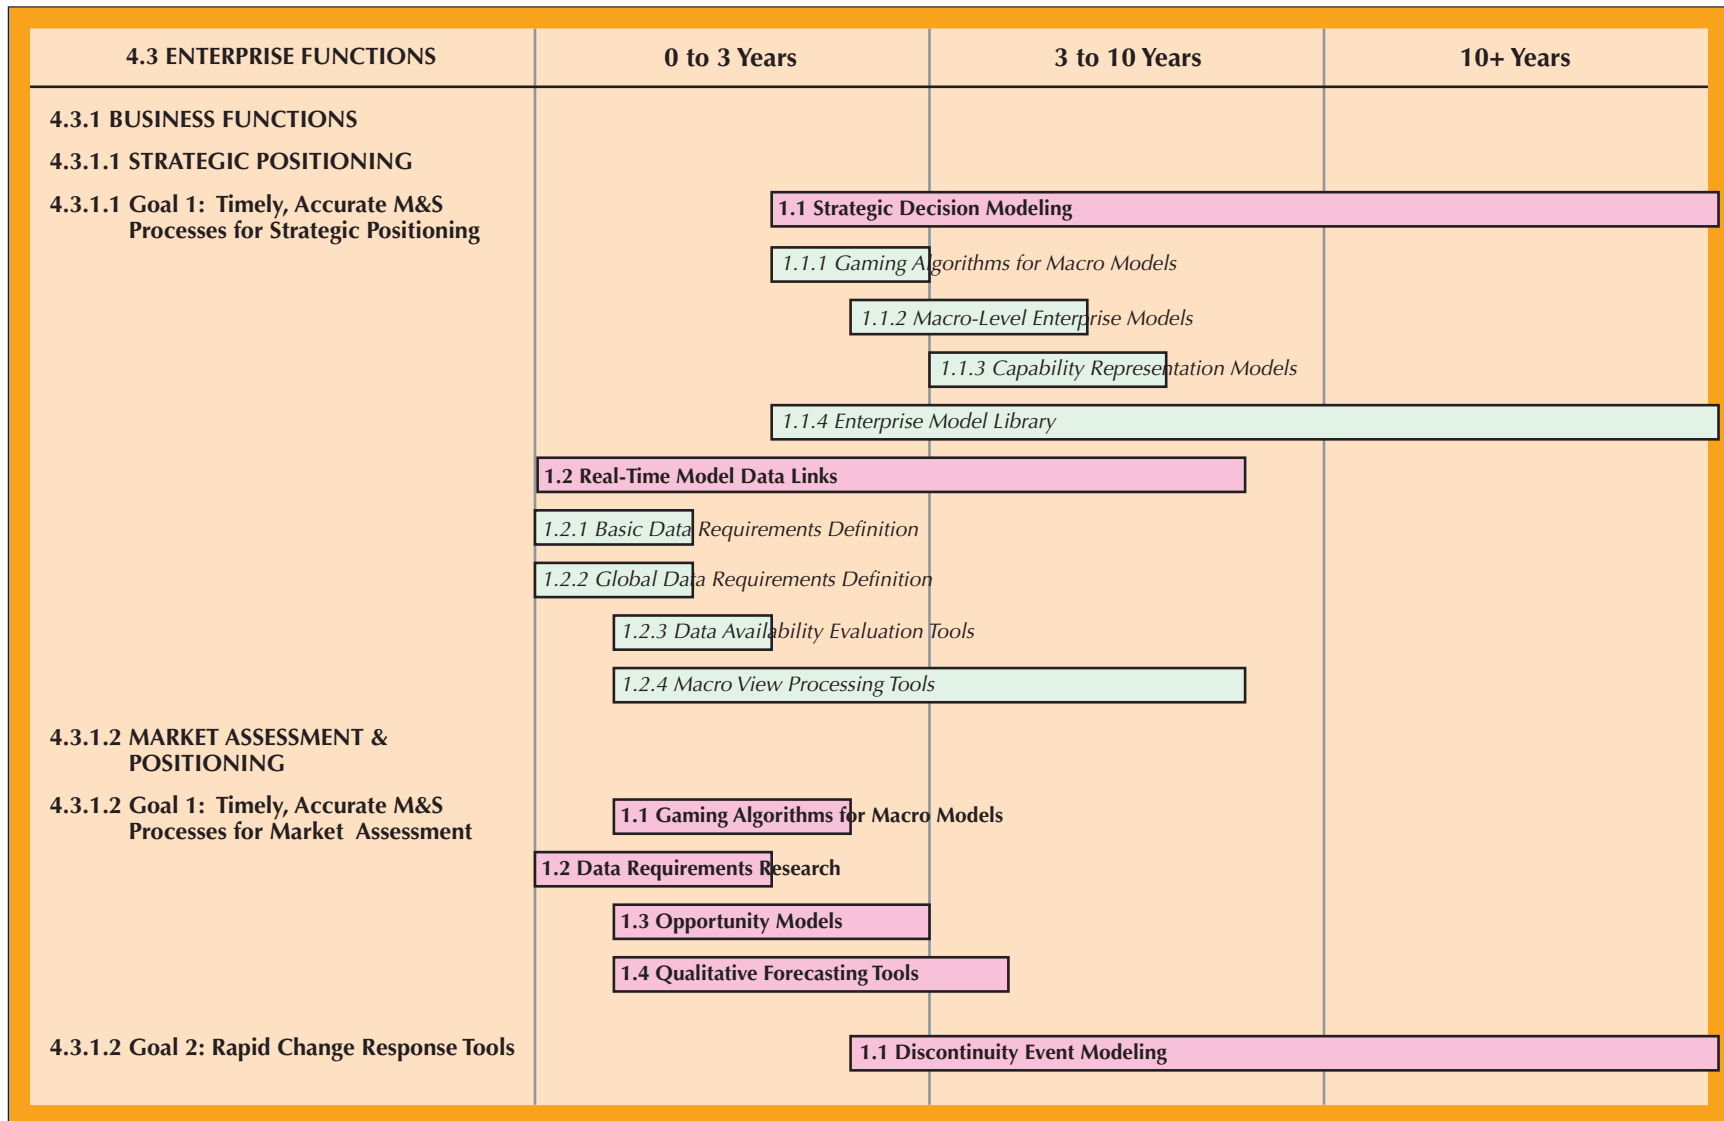 4.3 ENTERPRISE FUNCTIONS
0 to 3 Years
3 to 10 Years
10+ Years
4.3.1 BUSINESS FUNCTIONS
4.3.1.1 STRATEGIC POSITIONING
4.3.1.1 Goal 1: Timely, Accurate M&S
Processes for Strategic Positioning
1.1 Strategic Decision Modeling
1.1.1 Gaming Algorithms for Macro Models
1.1.2 Macro-Level Enterprise Models
1.1.3 Capability Representation Models
1.1.4 Enterprise Model Library
1.2 Real-Time Model Data Links
1.2.1 Basic Data Requirements Definition
1.2.2 Global Data Requirements Definition
1.2.3 Data Availability Evaluation Tools
1.2.4 Macro View Processing Tools
4.3.1.2 MARKET ASSESSMENT &
POSITIONING
4.3.1.2 Goal 1: Timely, Accurate M&S
Processes for Market Assessment
1.1 Gaming Algorithms for Macro Models
1.2 Data Requirements Research
1.3 Opportunity Models
1.4 Qualitative Forecasting Tools
4.3.1.2 Goal 2: Rapid Change Response Tools
1.1 Discontinuity Event Modeling